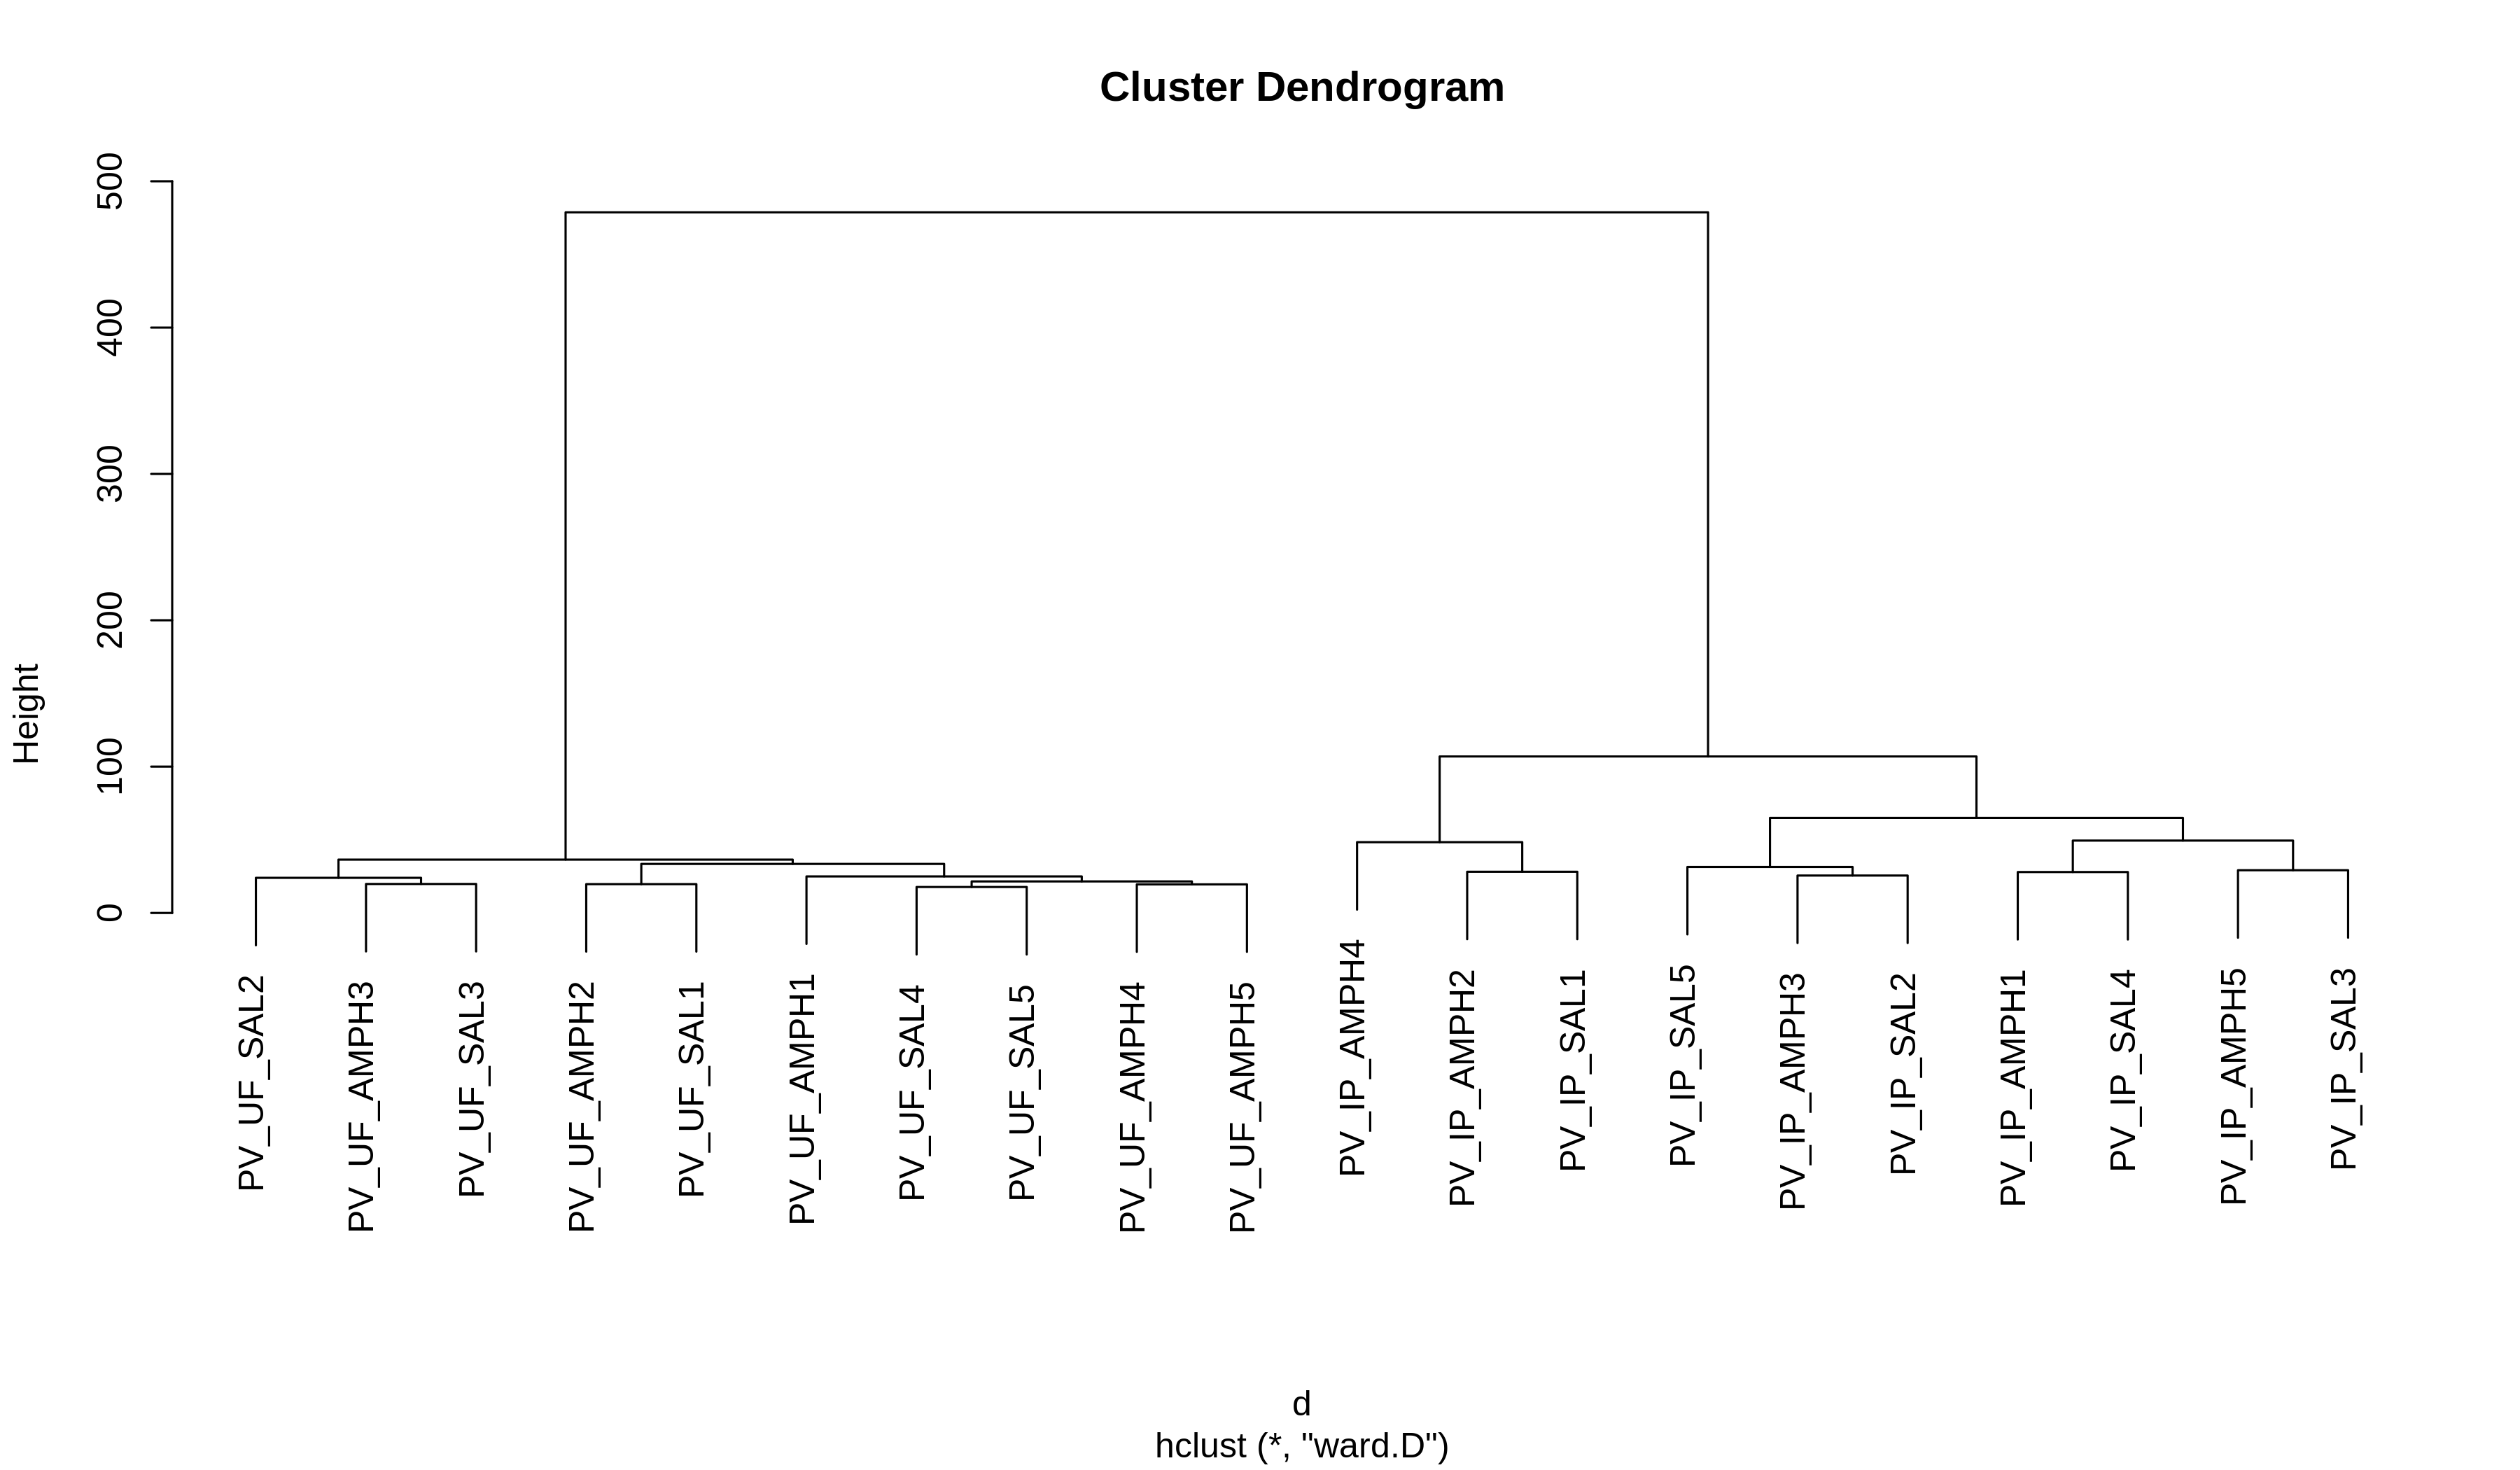 Cluster Dendrogram
500
400
300
200
100
0
Height
PV_UF_SAL2
PV_UF_AMPH3
PV_UF_SAL3
PV_UF_AMPH2
PV_UF_SAL1
PV_UF_AMPH1
PV_UF_SAL4
PV_UF_SAL5
PV_UF_AMPH4
PV_UF_AMPH5
PV_IP_AMPH4
PV_IP_AMPH2
PV_IP_SAL1
PV_IP_SAL5
PV_IP_AMPH3
PV_IP_SAL2
PV_IP_AMPH1
PV_IP_SAL4
PV_IP_AMPH5
PV_IP_SAL3
d
hclust (*, "ward.D")